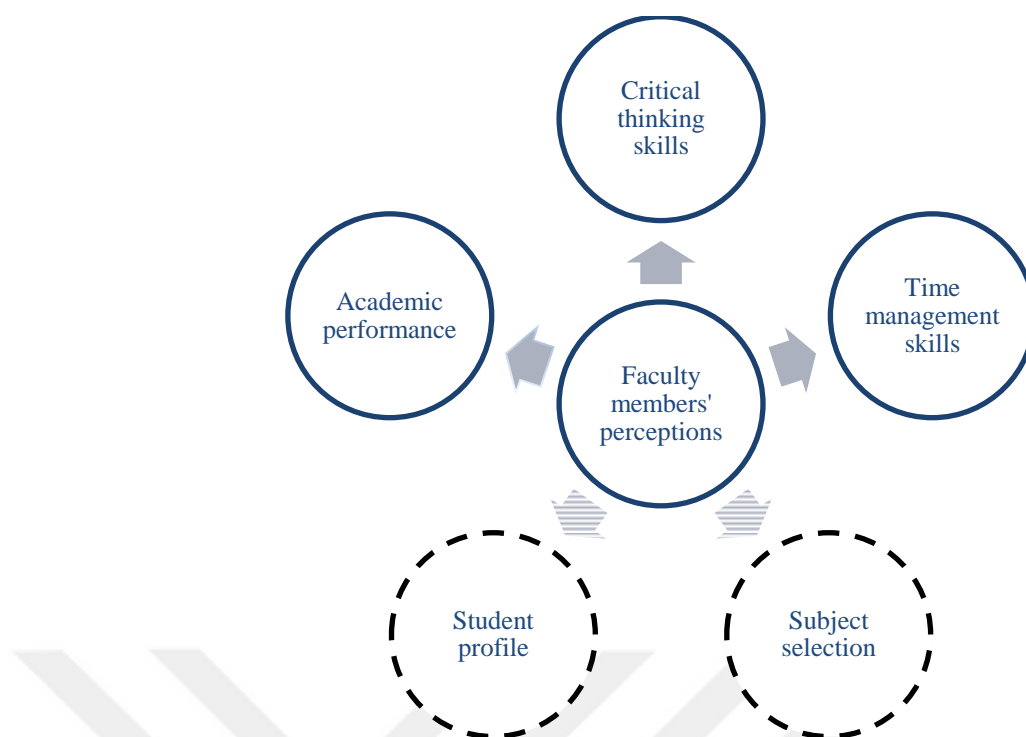 Critical
thinking
skills
Academic
performance
Time
management
skills
Faculty
members'
perceptions
Student
profile
Subject
selection